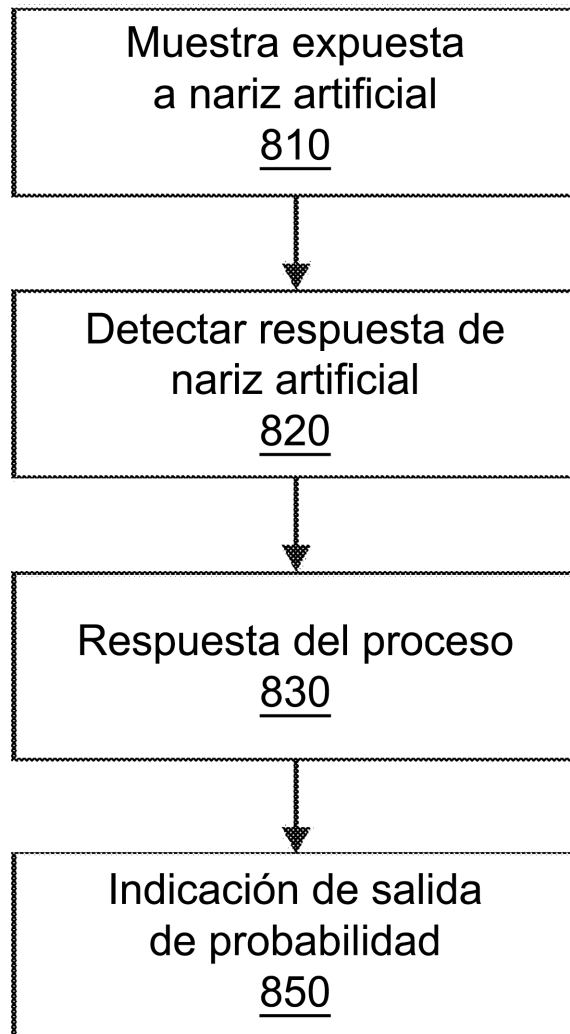 Muestra expuesta
a nariz artificial
810
Detectar respuesta de
nariz artificial
820
Respuesta del proceso
830
Indicación de salida
de probabilidad
850